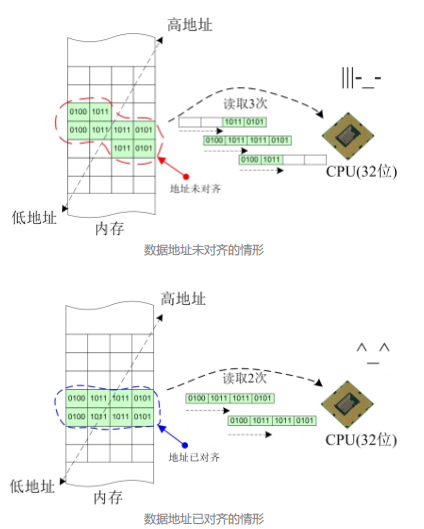 高地址
|||-_-
读取3次
0100 1011
1011 0101
0100 1011 1011 0101
0100 1011 1011 0101
1011 0101
0100 1011
CPU(32位)
地址未对齐
低地址
内存
数据地址未对齐的情形
高地址
^_^
读取2次
0100 1011 1011 0101
0100 1011 1011 0101
0100 1011 1011 0101
0100 1011 1011 0101
CPU(32位)
地址已对齐
低地址
内存
数据地址已对齐的情形